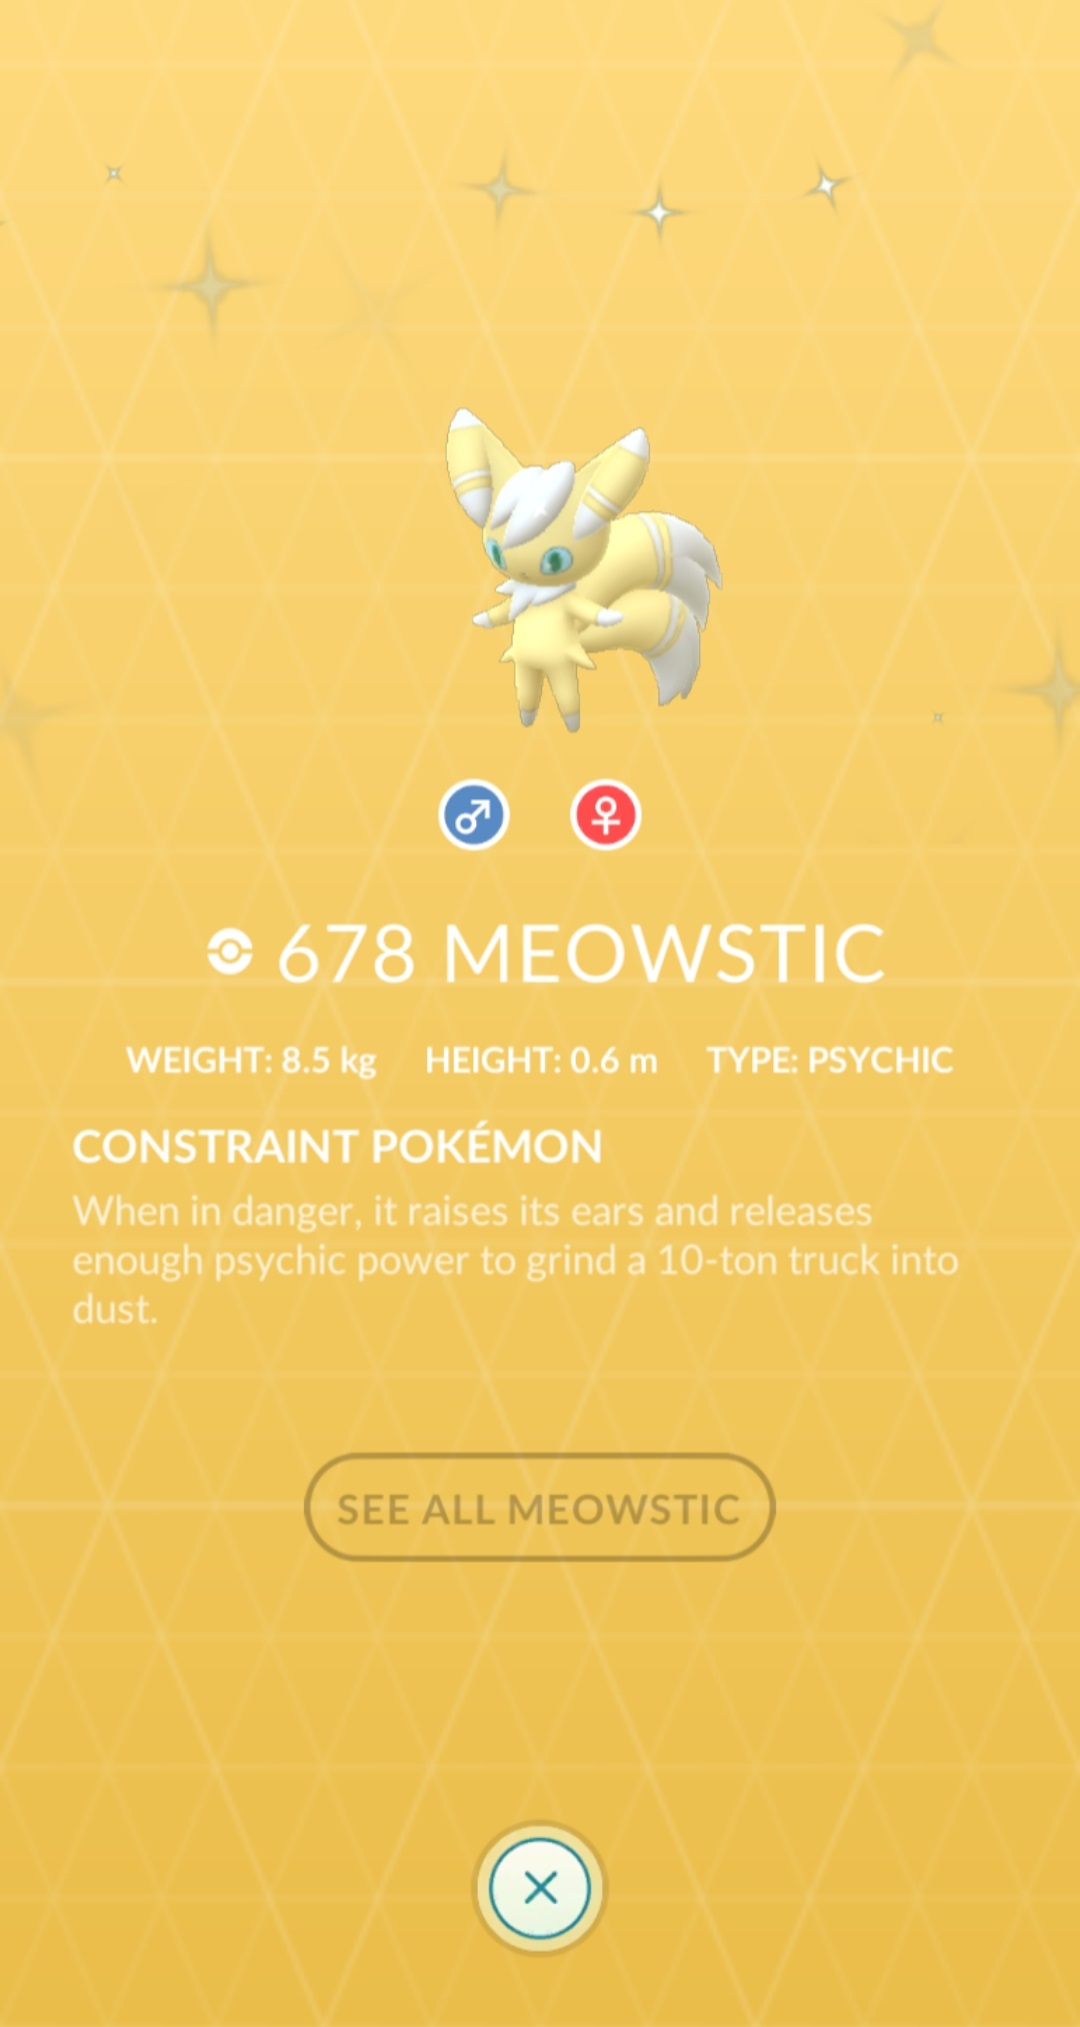 678 MEOWSTIC
WEIGHT: 8.5 kg HEIGHT: 0.6 m TYPE: PSYCHIC
CONSTRAINT POKÉMON
When in danger, it raises its ears and releases
enough psychic power to grind a 10-ton truck into
dust.
SEE ALL MEOWSTIC